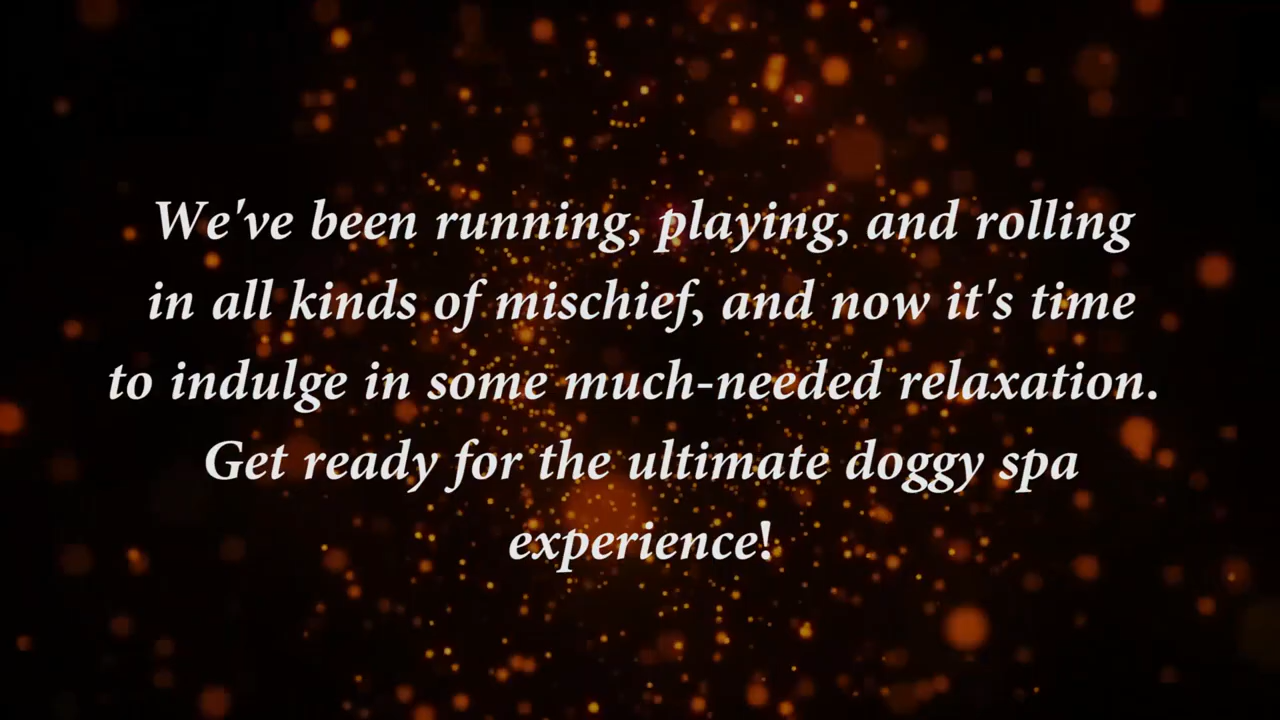 We've been running, playing, and rolling
in all kinds of mischief, and now it's time
to indulge in some much-needed relaxation.
Get ready for the ultimate doggy spa
experience!